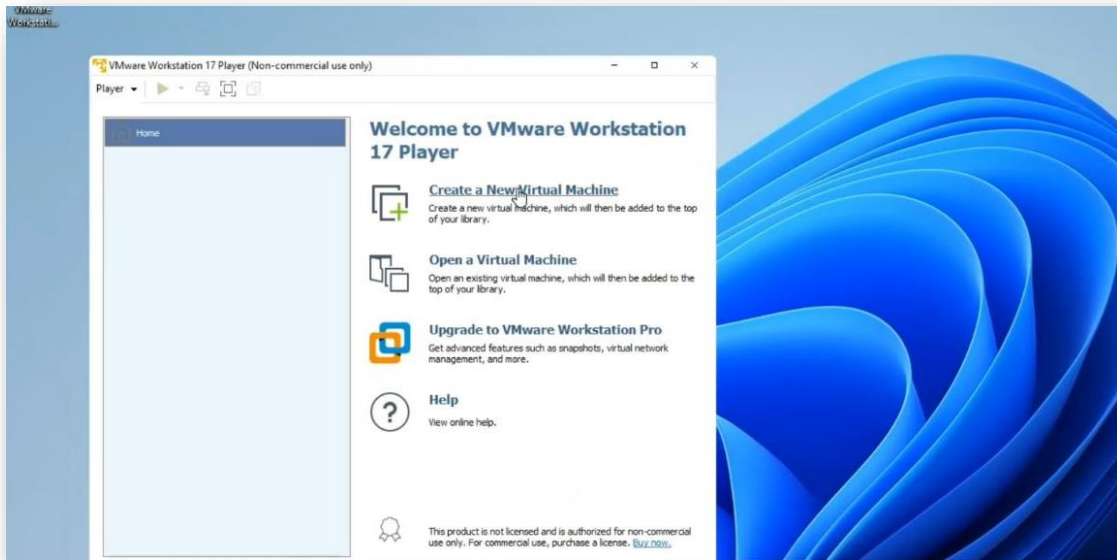 VMware
Workstati...
VMware Workstation 17 Player (Non-commercial use only)
Player
Home
Welcome to VMware Workstation
17 Player
Create a New Virtual Machine
Create a new virtual machine, which will then be added to the top
of your library.
Open a Virtual Machine
Open an existing virtual machine, which will then be added to the
top of your library.
Upgrade to VMware Workstation Pro
Get advanced features such as snapshots, virtual network
management, and more.
Help
View online help.
This product is not licensed and is authorized for non-commercial
use only. For commercial use, purchase a license. Buy now.